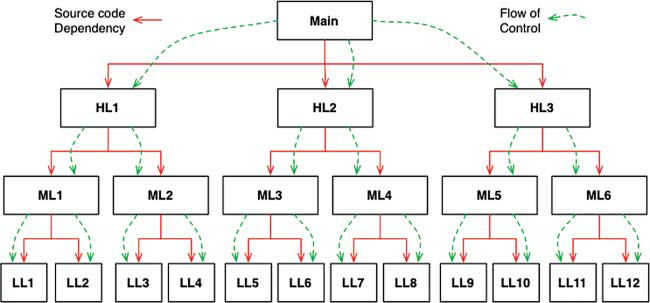 Source code
Dependency
Main
Flow of
Control
HL1
HL2
HL3
ML1
ML2
ML3
ML4
ML5
ML6
LL1
LL2
LL3
LL4
LL5
LL6
LL7
LL8
LL9
LL10
LL11
LL12